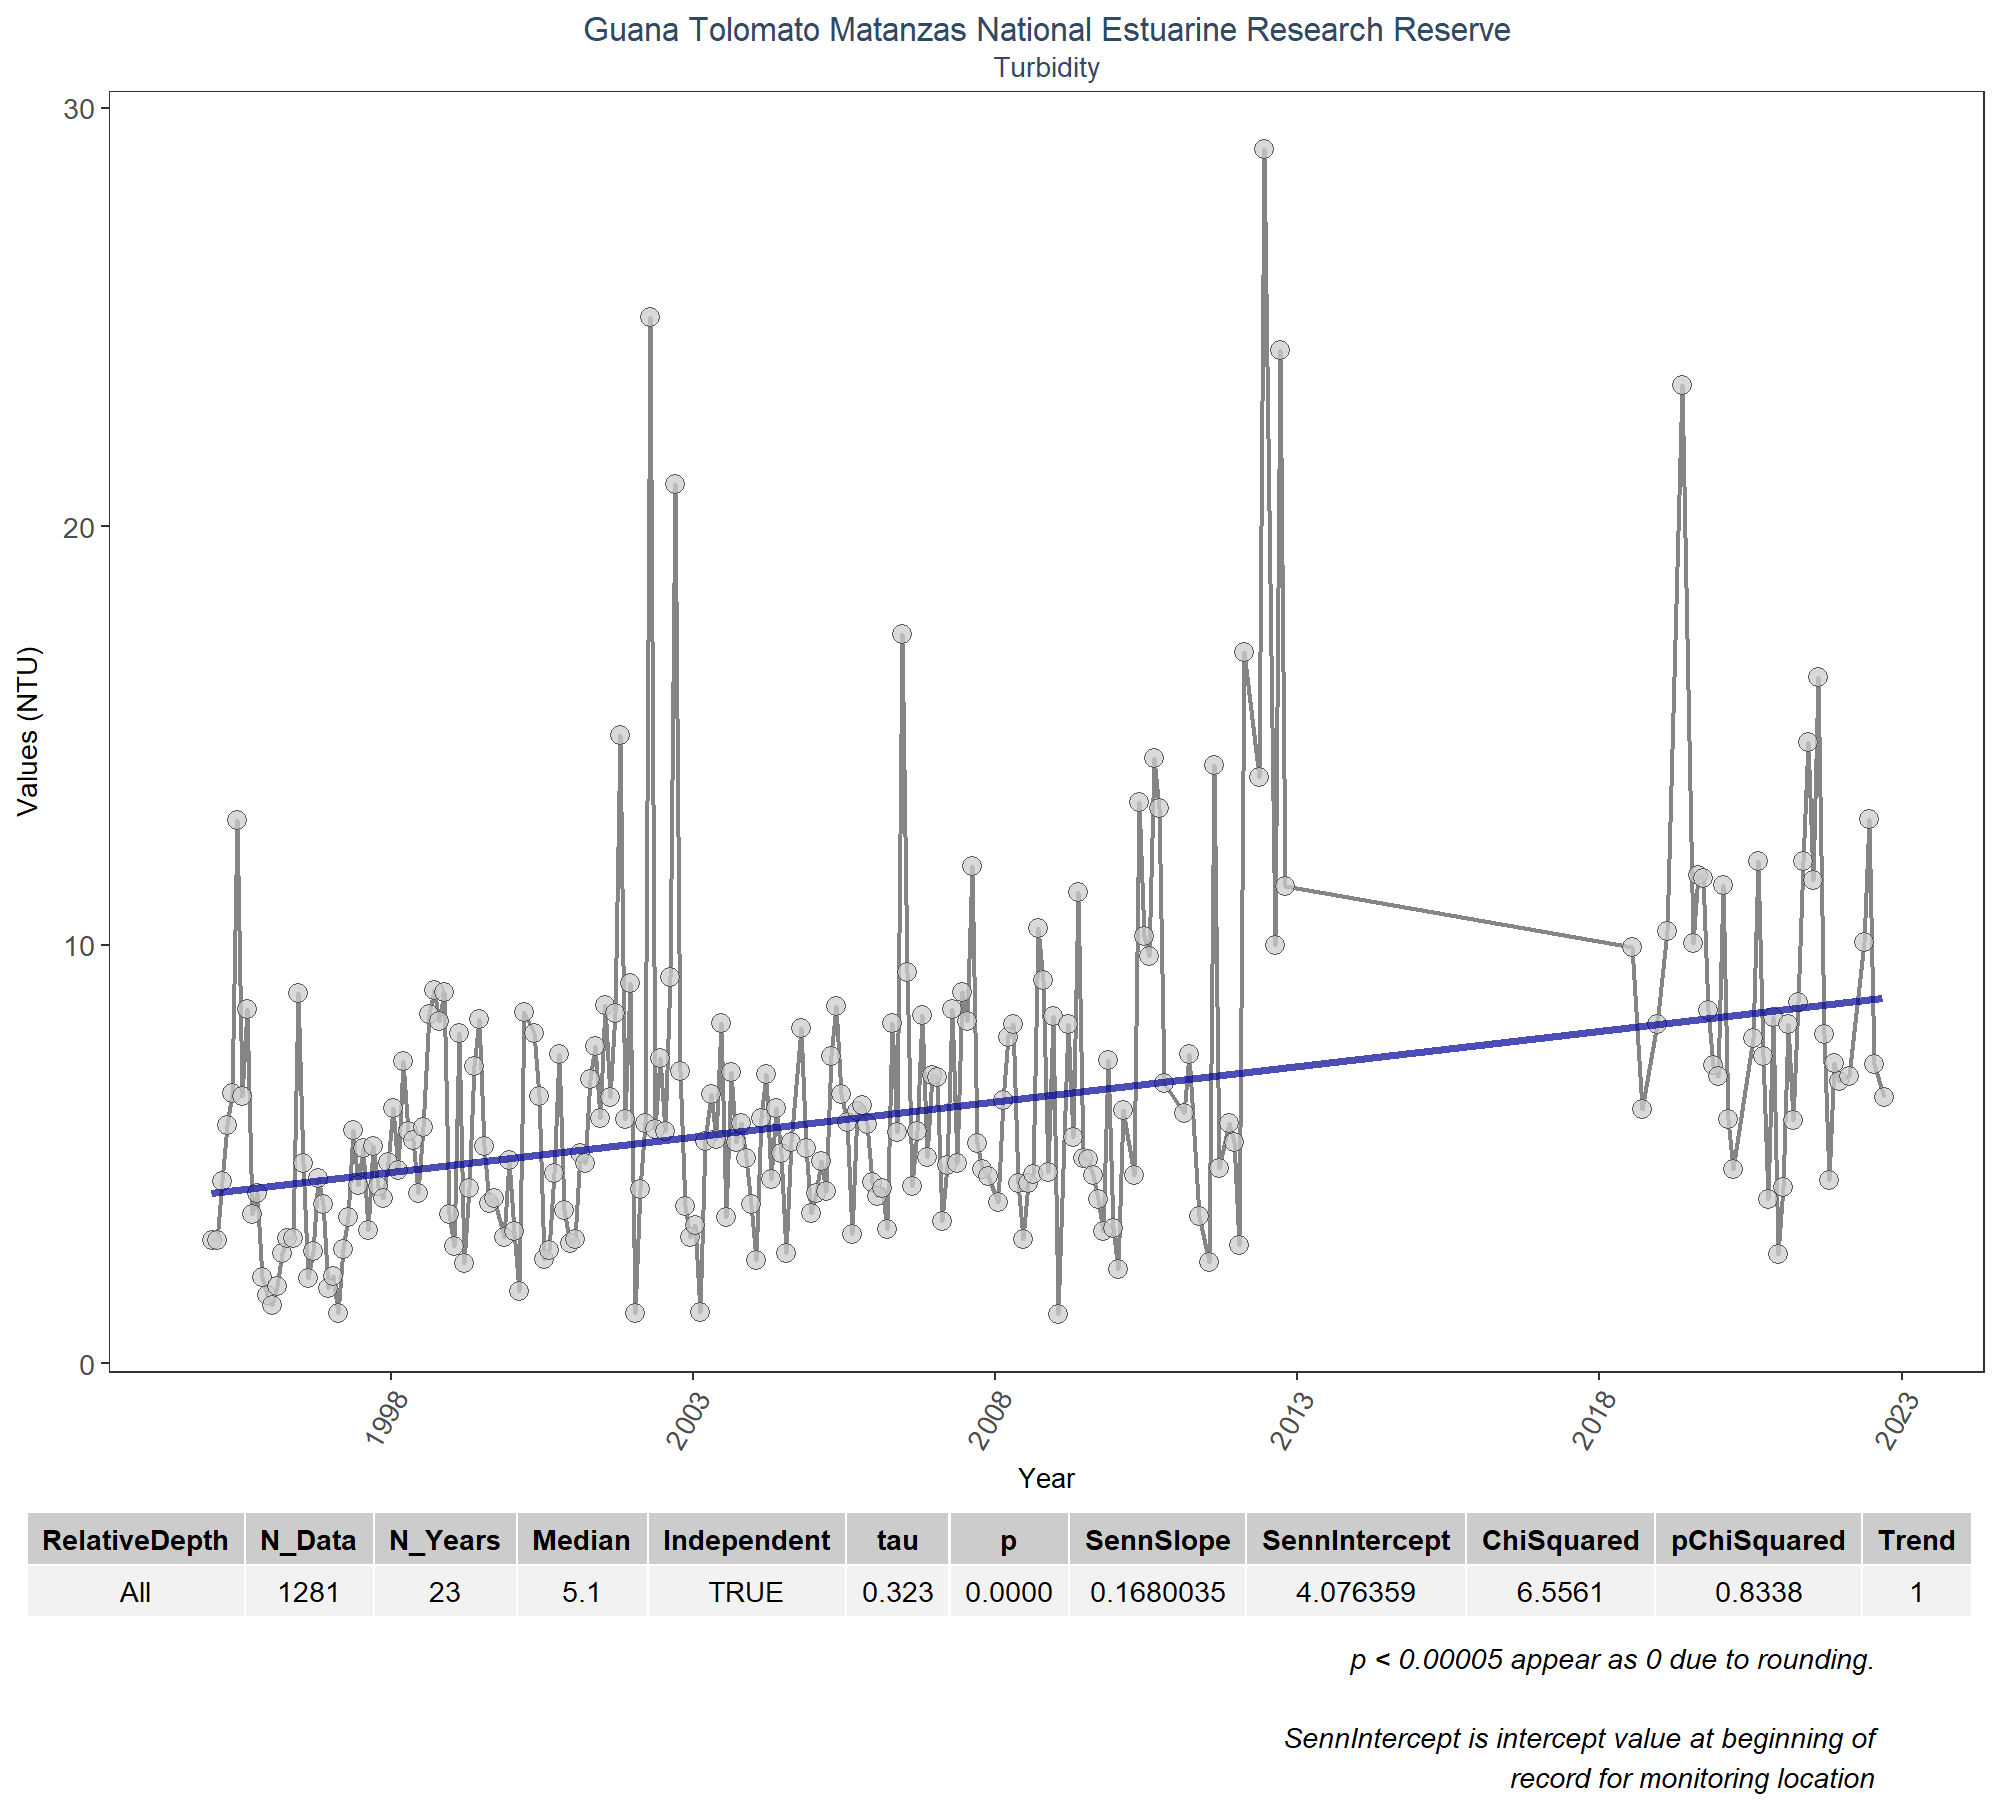 Guana Tolomato Matanzas National Estuarine Research Reserve
Turbidity
30
20
10
0
Values (NTU)
1998
2003
2008
2013
2018
2023
Year
RelativeDepth N_Data N_Years Median Independent tau p SennSlope SennIntercept ChiSquared pChiSquared Trend
All 1281 23 5.1 TRUE 0.323 0.0000 0.1680035 4.076359 6.5561 0.8338 1
p < 0.00005 appear as 0 due to rounding.
SennIntercept is intercept value at beginning of
record for monitoring location